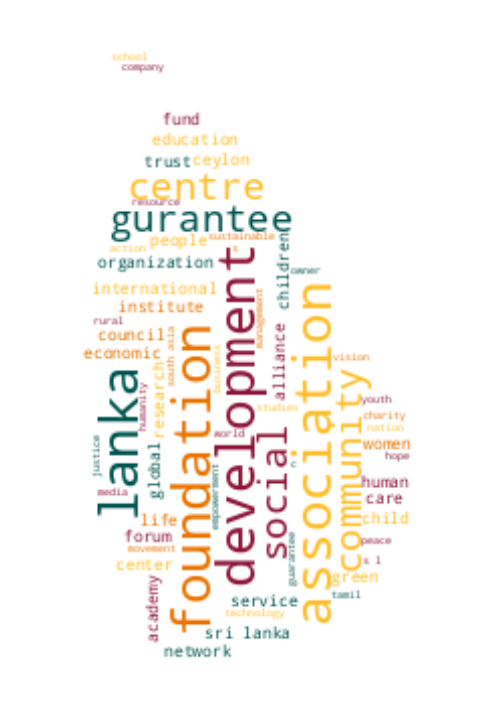 school
company
fund
education
trust
ceylon
centre
resource
gurantee
people
sustainable
action
s
organization
children
owner
international
management
institute
rural
council
south asia
economic
development
association
foundation
alliance
business
vision
lanka
humanity
research
community
youth
studies
charity
nation
world
social
justice
global
women
hope
n
media
empowerment
human
care
life
child
forum
movement
guarantee
peace
center
s l
green
academy
service
tamil
technology
sri lanka
network